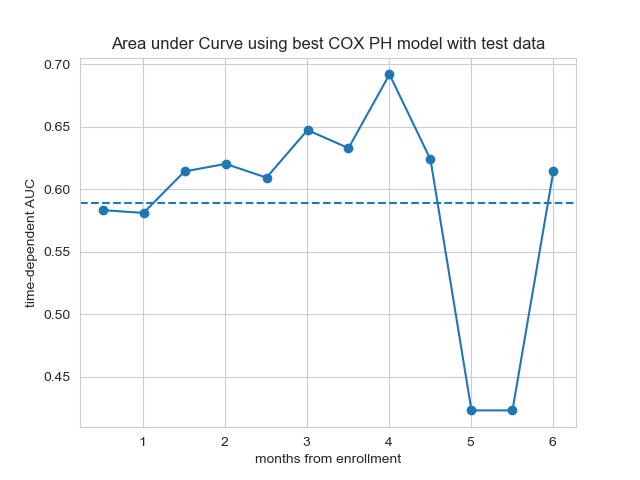 Area under Curve using best COX PH model with test data
0.70
0.65
0.60
0.55
0.50
0.45
time-dependent AUC
1 2 3 4 5 6
months from enrollment